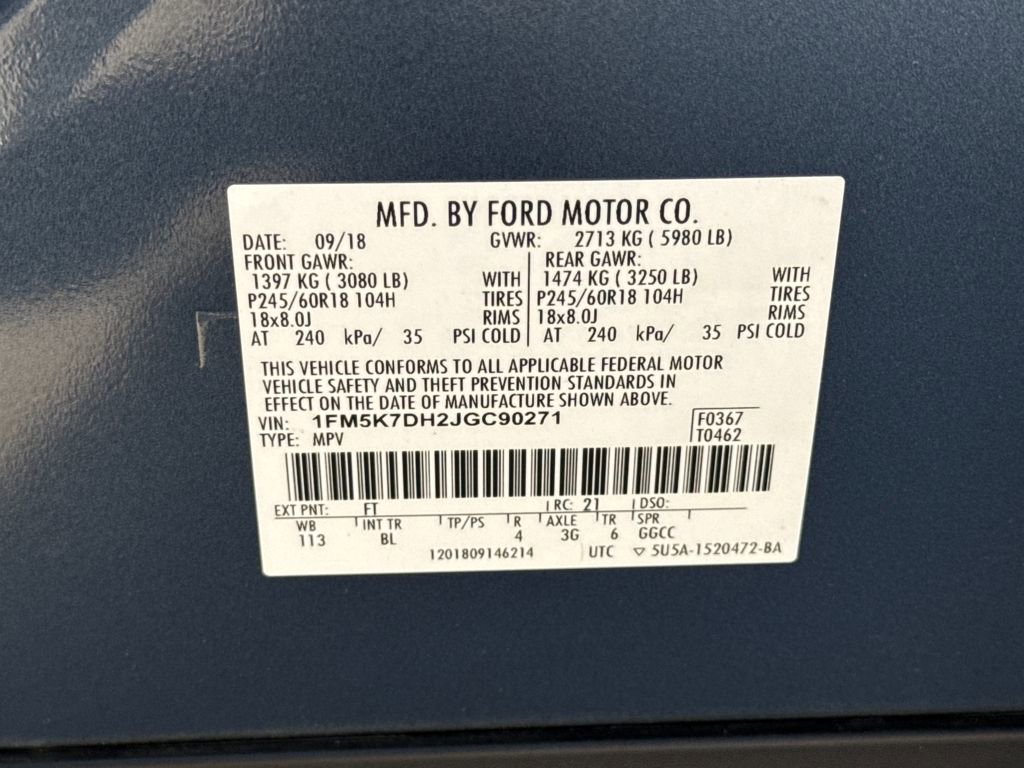 MFD. BY FORD MOTOR CO.
DATE: 09/18 GVWR: 2713 KG ( 5980 LB)
FRONT GAWR: REAR GAWR:
1397 KG ( 3080 LB) WITH 1474 KG ( 3250 LB) WITH
P245/60R18 104H TIRES P245/60R18 104H TIRES
18x8.0J RIMS 18x8.0J RIMS
AT 240 kPa/ 35 PSI COLD AT 240 kPa/ 35 PSI COLD
THIS VEHICLE CONFORMS TO ALL APPLICABLE FEDERAL MOTOR
VEHICLE SAFETY AND THEFT PREVENTION STANDARDS IN
EFFECT ON THE DATE OF MANUFACTURE SHOWN ABOVE.
VIN: 1FM5K7DH2JGC90271 F0367
TYPE: MPV T0462
EXT PNT: FT RC: 21 DSO:
WB INT TR TP/PS R AXLE TR SPR
113 BL 4 3G 6 GGCC
1201809146214 UTC ▽ 5U5A-1520472-BA